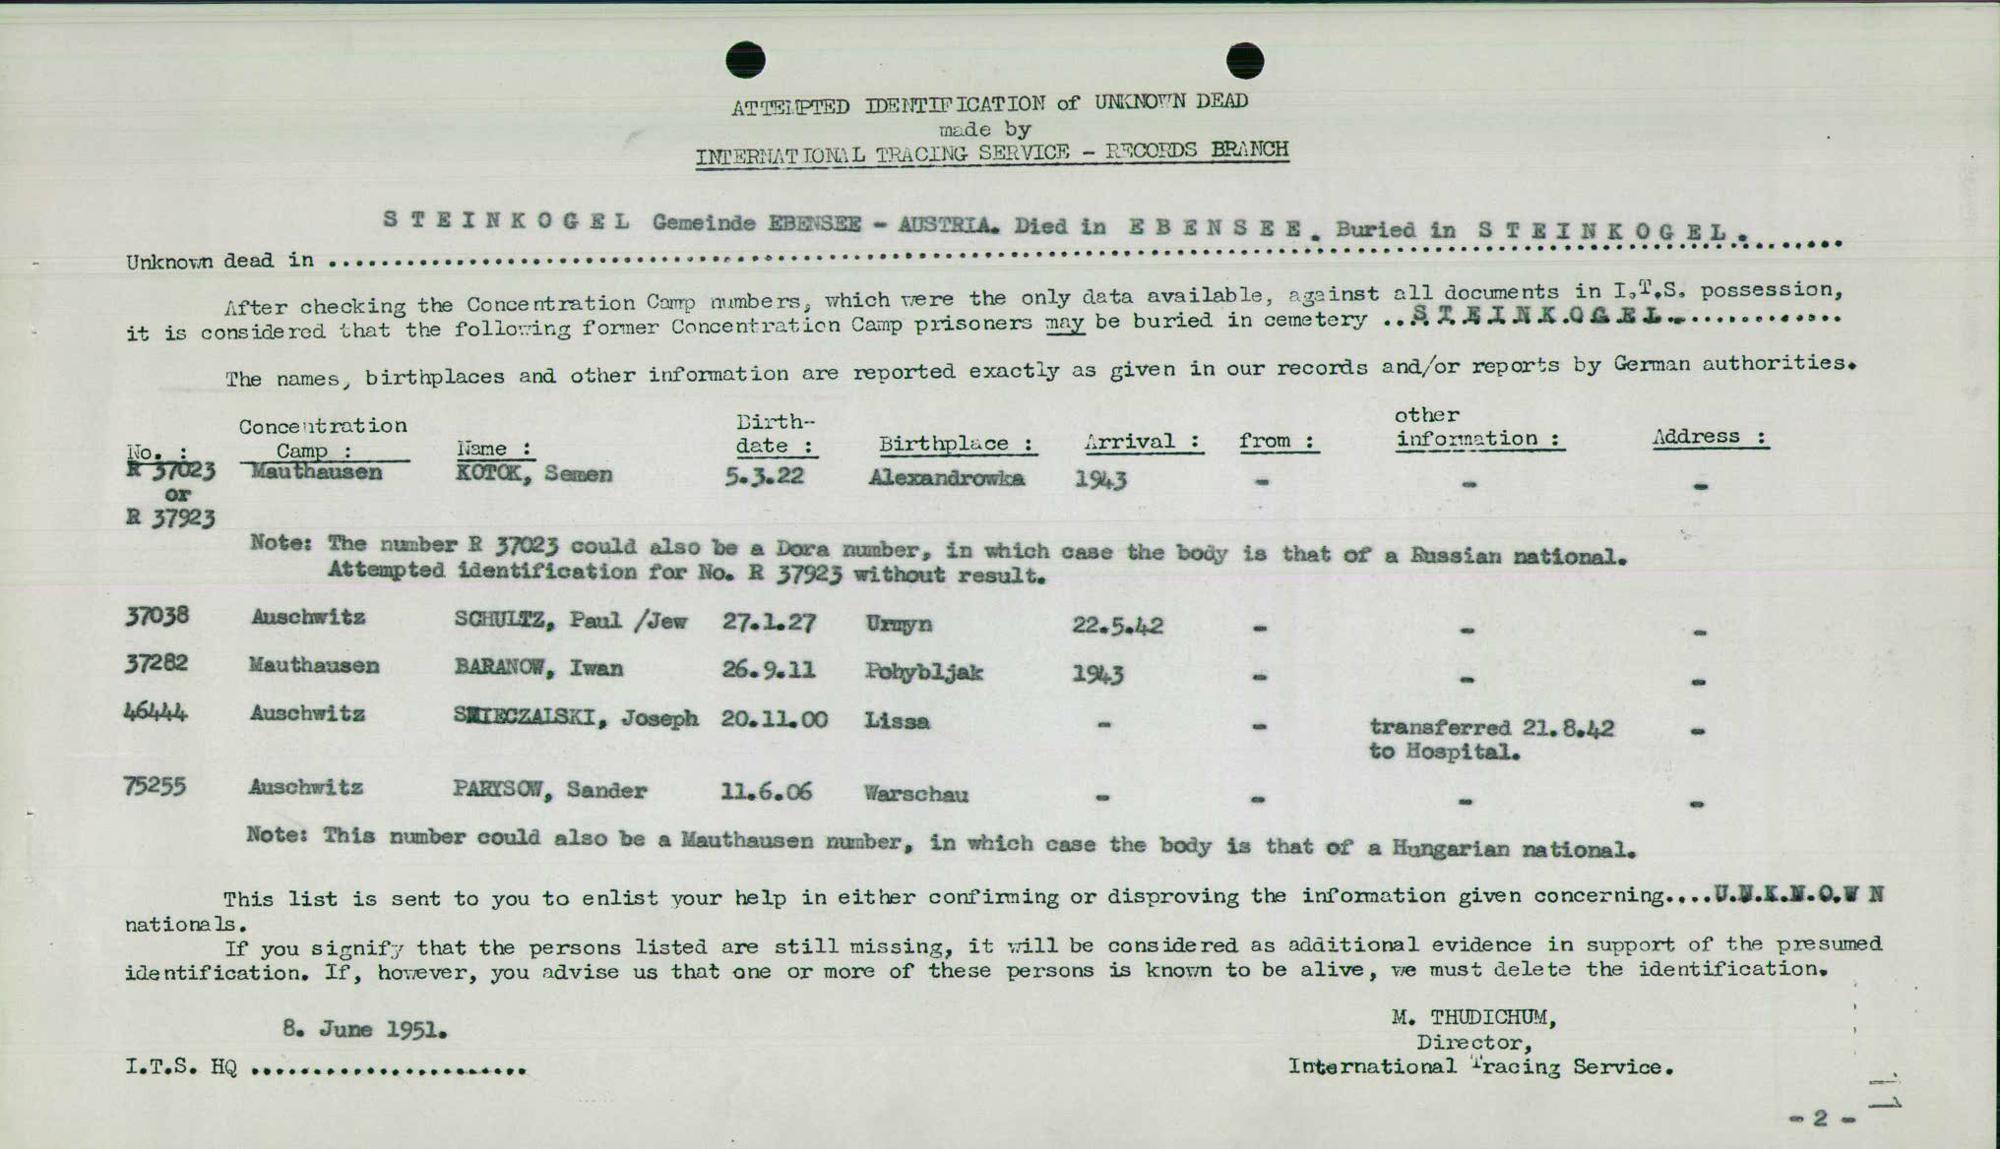 ATTEMPTED IDENTIFICATION of UNKNOWN DEAD
made by
INTERNATIONAL TRACING SERVICE - RECORDS BRANCH
S T E I N K O G E L Gemeinde EBENSEE - AUSTRIA. Died in E B E N S E E. Buried in S T E I N K O G E L.
Unknown dead in ........................................
After checking the Concentration Camp numbers, which were the only data available, against all documents in I.T.S. possession,
it is considered that the following former Concentration Camp prisoners may be buried in cemetery ...S.T.E.I.N.K.O.G.E.L..............
The names, birthplaces and other information are reported exactly as given in our records and/or reports by German authorities.
No. : Concentration Camp : Name : Birth-date : Birthplace : Arrival : from : other information : Address :
R 37023 Mauthausen KOTOK, Semen 5.3.22 Alexandrowka 1943 - - -
or
R 37923
Note: The number R 37023 could also be a Dora number, in which case the body is that of a Russian national.
Attempted identification for No. R 37923 without result.
37038 Auschwitz SCHULTZ, Paul /Jew 27.1.27 Urmyn 22.5.42 - - -
37282 Mauthausen BARANOW, Iwan 26.9.11 Pohybljak 1943 - - -
46444 Auschwitz Joseph 20.11.00 Lissa - - transferred 21.8.42 -
to Hospital.
75255 Auschwitz PARYSOW, Sander 11.6.06 Warschau - - - -
Note: This number could also be a Mauthausen number, in which case the body is that of a Hungarian national.
This list is sent to you to enlist your help in either confirming or disproving the information given concerning....U.N.K.N.O.W N
nationals.
If you signify that the persons listed are still missing, it will be considered as additional evidence in support of the presumed
identification. If, however, you advise us that one or more of these persons is known to be alive, we must delete the identification.
8. June 1951.
I.T.S. HQ ......................
M. THUDICHUM,
Director,
International Tracing Service.
- 2 -